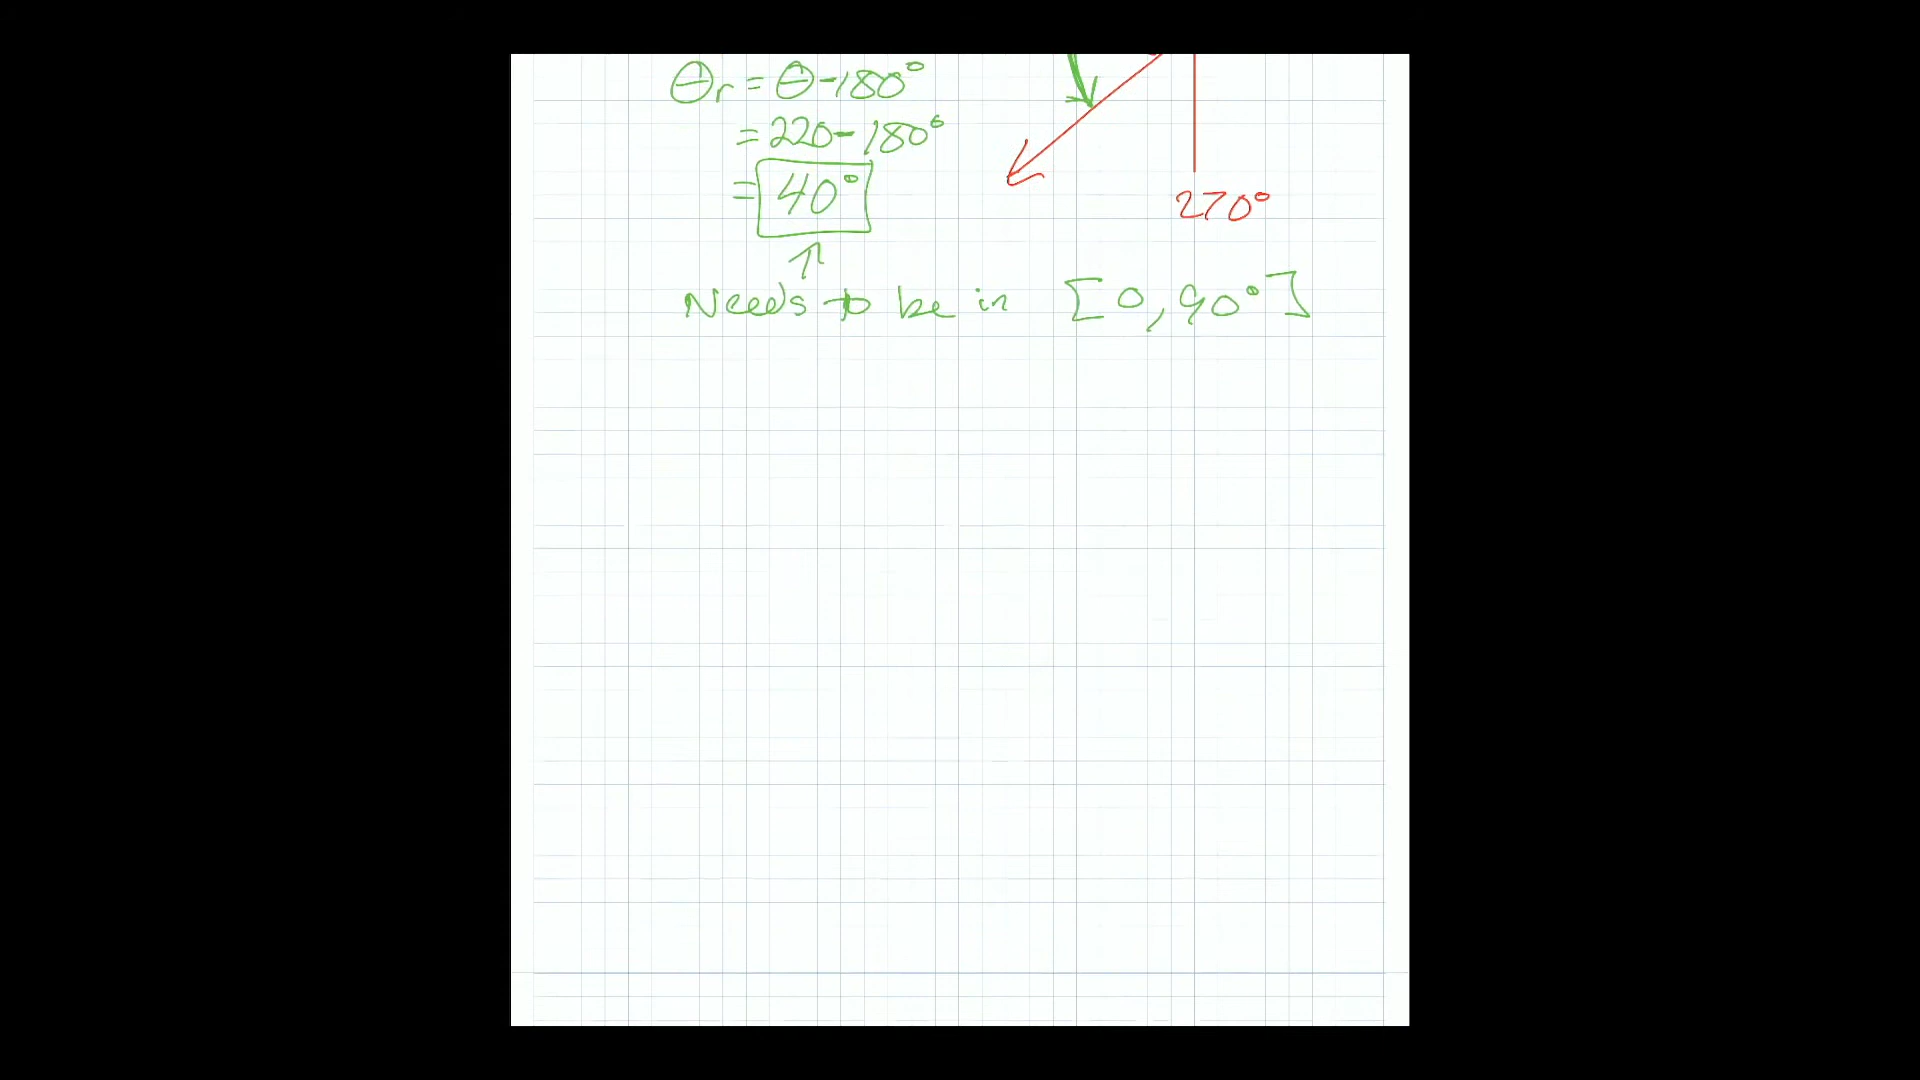 θr = θ-180°
= 220-180°
= 40°
270°
↑
Needs to be in [0,90°]